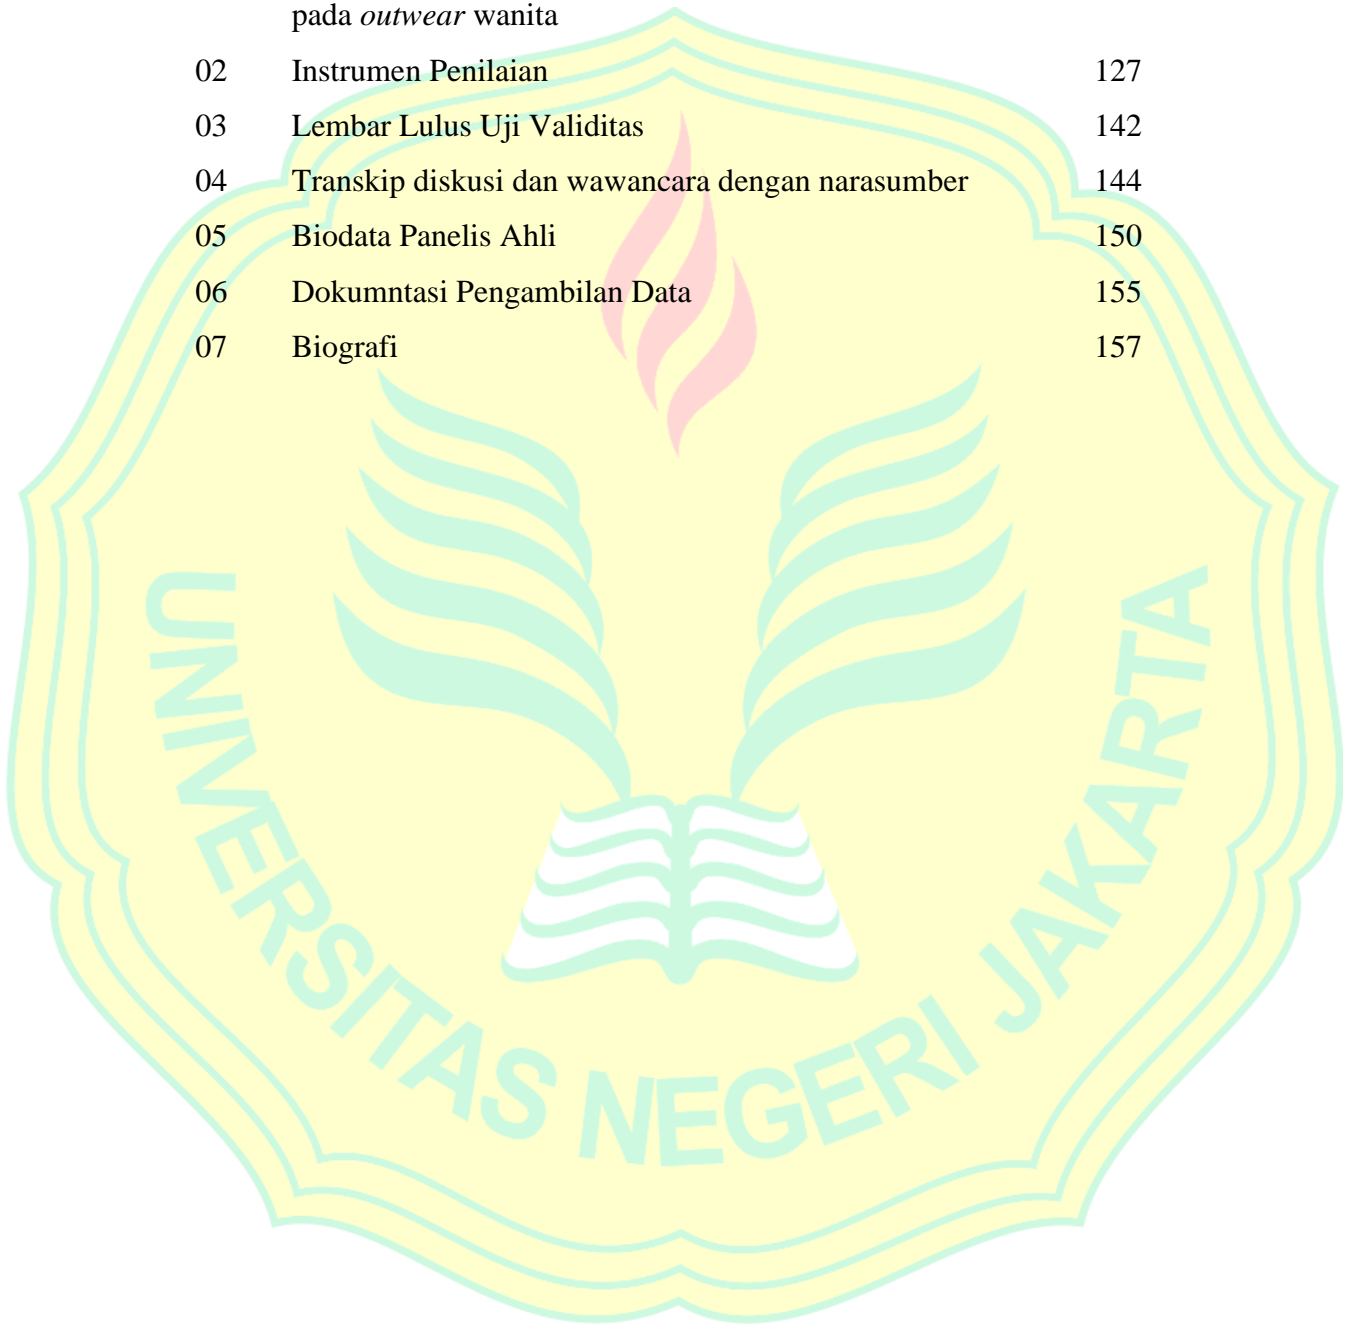 pada outwear wanita
02 Instrumen Penilaian 127
03 Lembar Lulus Uji Validitas 142
04 Transkip diskusi dan wawancara dengan narasumber 144
05 Biodata Panelis Ahli 150
06 Dokumntasi Pengambilan Data 155
07 Biografi 157
UNIVERSITAS NEGERI JAKARTA